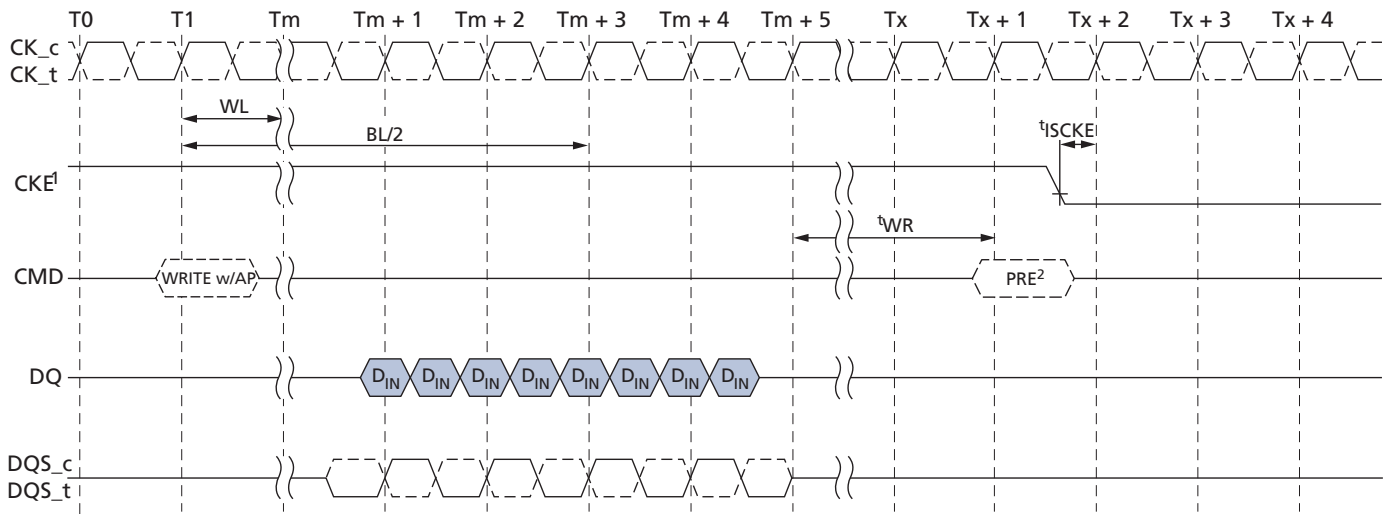 T0 T1 Tm Tm + 1 Tm + 2 Tm + 3 Tm + 4 Tm + 5 Tx Tx + 1 Tx + 2 Tx + 3 Tx + 4
CK_c
CK_t
WL
BL/2
tISCKE
CKE1
tWR
CMD WRITE w/AP PRE2
DQ DIN DIN DIN DIN DIN DIN DIN DIN
DQS_c
DQS_t